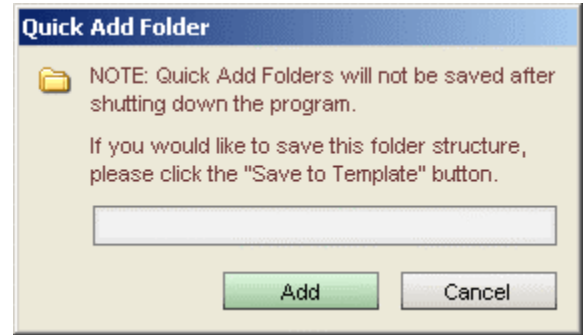 Quick Add Folder
NOTE: Quick Add Folders will not be saved after
shutting down the program.
If you would like to save this folder structure,
please click the "Save to Template" button.
Add
Cancel